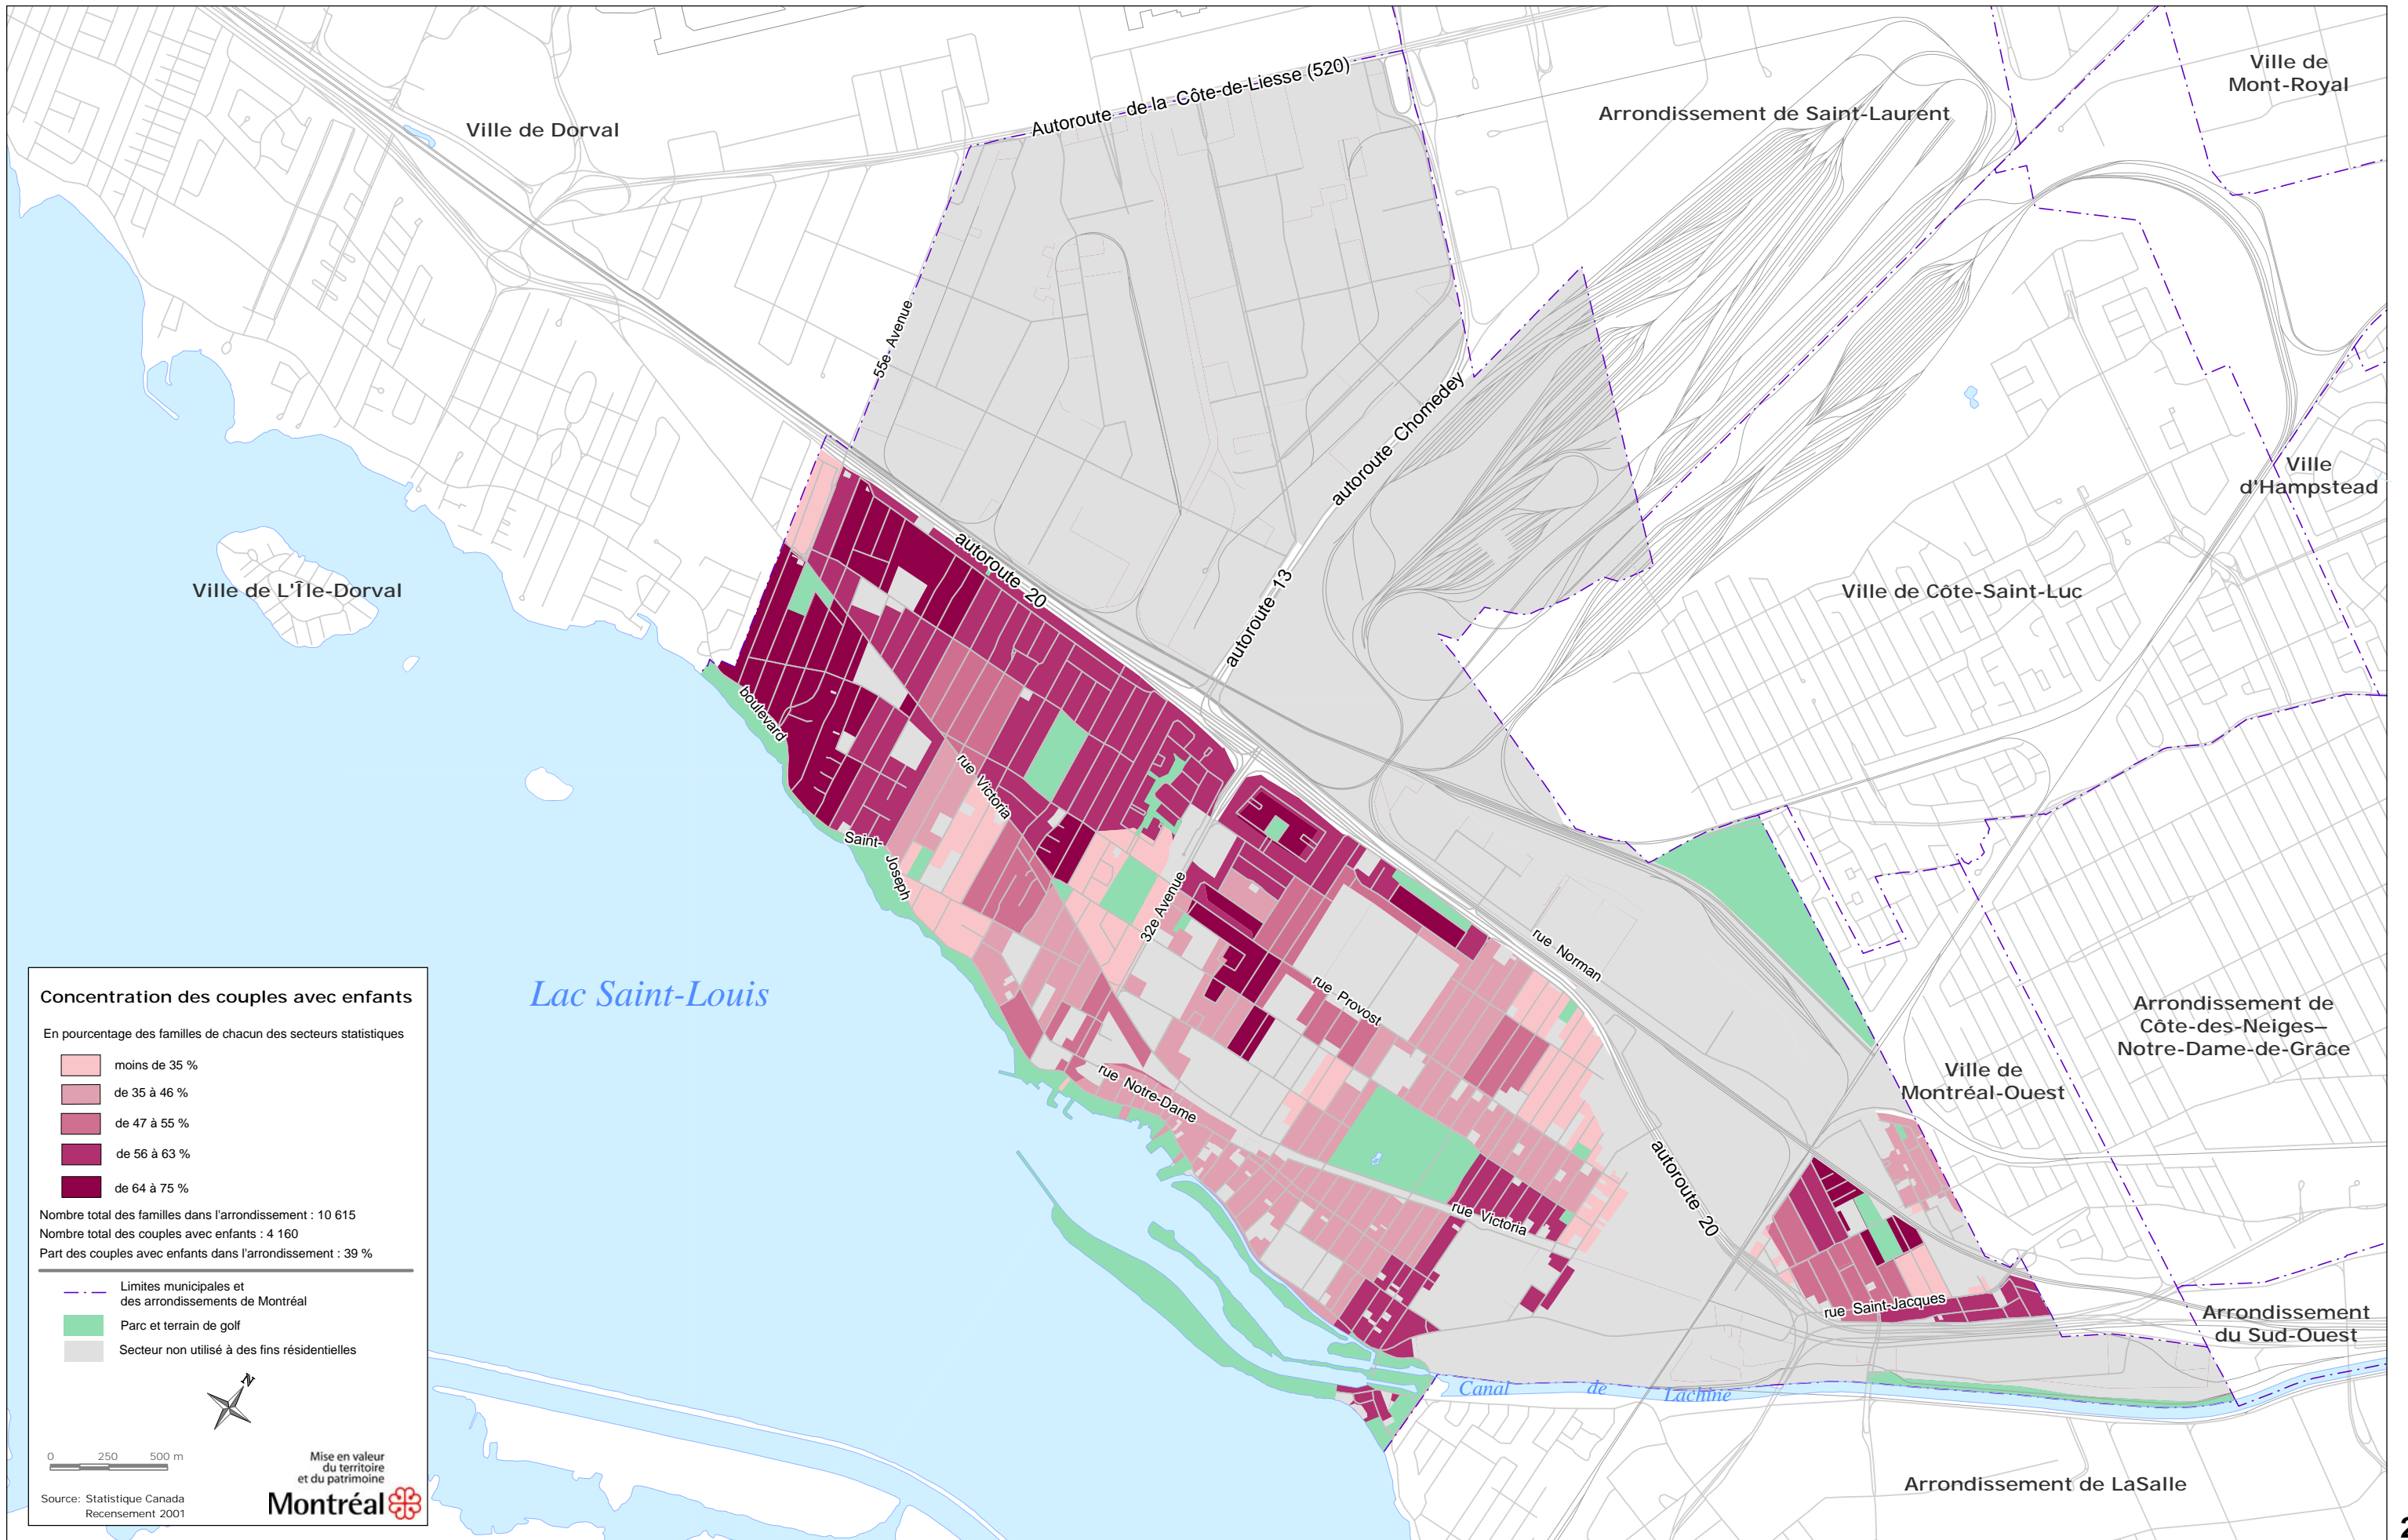 Ville de
Mont-Royal
Arrondissement de Saint-Laurent
Ville de Dorval
Autoroute de la Côte-de-Liesse (520)
55e Avenue
autoroute Chomedey
Ville
d'Hampstead
autoroute 20
autoroute 13
Ville de L'Île-Dorval
Ville de Côte-Saint-Luc
boulevard
Saint-
Joseph
rue Victoria
32e Avenue
rue Norman
rue Provost
Lac Saint-Louis
Arrondissement de
Côte-des-Neiges–
Notre-Dame-de-Grâce
Ville de
Montréal-Ouest
rue Notre-Dame
autoroute 20
rue Victoria
rue Saint-Jacques
Arrondissement
du Sud-Ouest
Canal de Lachine
Arrondissement de LaSalle
Concentration des couples avec enfants
En pourcentage des familles de chacun des secteurs statistiques
moins de 35 %
de 35 à 46 %
de 47 à 55 %
de 56 à 63 %
de 64 à 75 %
Nombre total des familles dans l'arrondissement : 10 615
Nombre total des couples avec enfants : 4 160
Part des couples avec enfants dans l'arrondissement : 39 %
Limites municipales et
des arrondissements de Montréal
Parc et terrain de golf
Secteur non utilisé à des fins résidentielles
N
0 250 500 m
Mise en valeur
du territoire
et du patrimoine
Montréal
Source: Statistique Canada
Recensement 2001